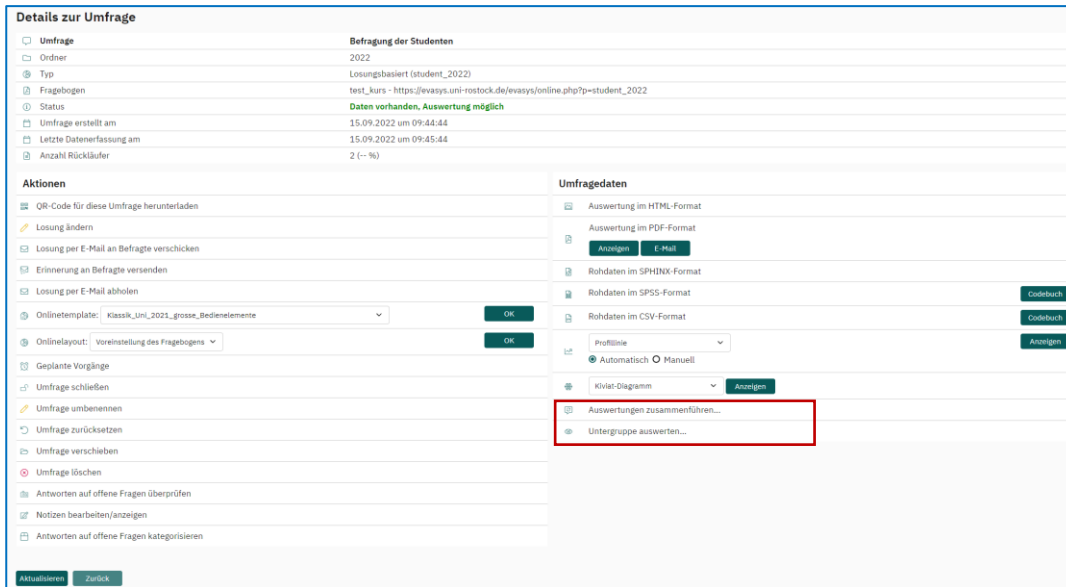 Details zur Umfrage
Umfrage Befragung der Studenten
Ordner 2022
Typ Losungsbasiert (student_2022)
Fragebogen test_kurs - https://evasys.uni-rostock.de/evasys/online.php?p=student_2022
Status Daten vorhanden, Auswertung möglich
Umfrage erstellt am 15.09.2022 um 09:44:44
Letzte Datenerfassung am 15.09.2022 um 09:45:44
Anzahl Rückläufer 2 (-- %)
Aktionen
QR-Code für diese Umfrage herunterladen
Losung ändern
Losung per E-Mail an Befragte verschicken
Erinnerung an Befragte versenden
Losung per E-Mail abholen
Onlinetemplate: Klassik_Uni_2021_grosse_Bedienelemente OK
Onlinelayout: Voreinstellung des Fragebogens OK
Geplante Vorgänge
Umfrage schließen
Umfrage umbenennen
Umfrage zurücksetzen
Umfrage verschieben
Umfrage löschen
Antworten auf offene Fragen überprüfen
Notizen bearbeiten/anzeigen
Antworten auf offene Fragen kategorisieren
Umfragedaten
Auswertung im HTML-Format
Auswertung im PDF-Format
Anzeigen E-Mail
Rohdaten im SPHINX-Format
Rohdaten im SPSS-Format Codebuch
Rohdaten im CSV-Format Codebuch
Profillinie Anzeigen
Automatisch Manuell
Kiviat-Diagramm Anzeigen
Auswertungen zusammenführen...
Untergruppe auswerten...
Aktualisieren Zurück